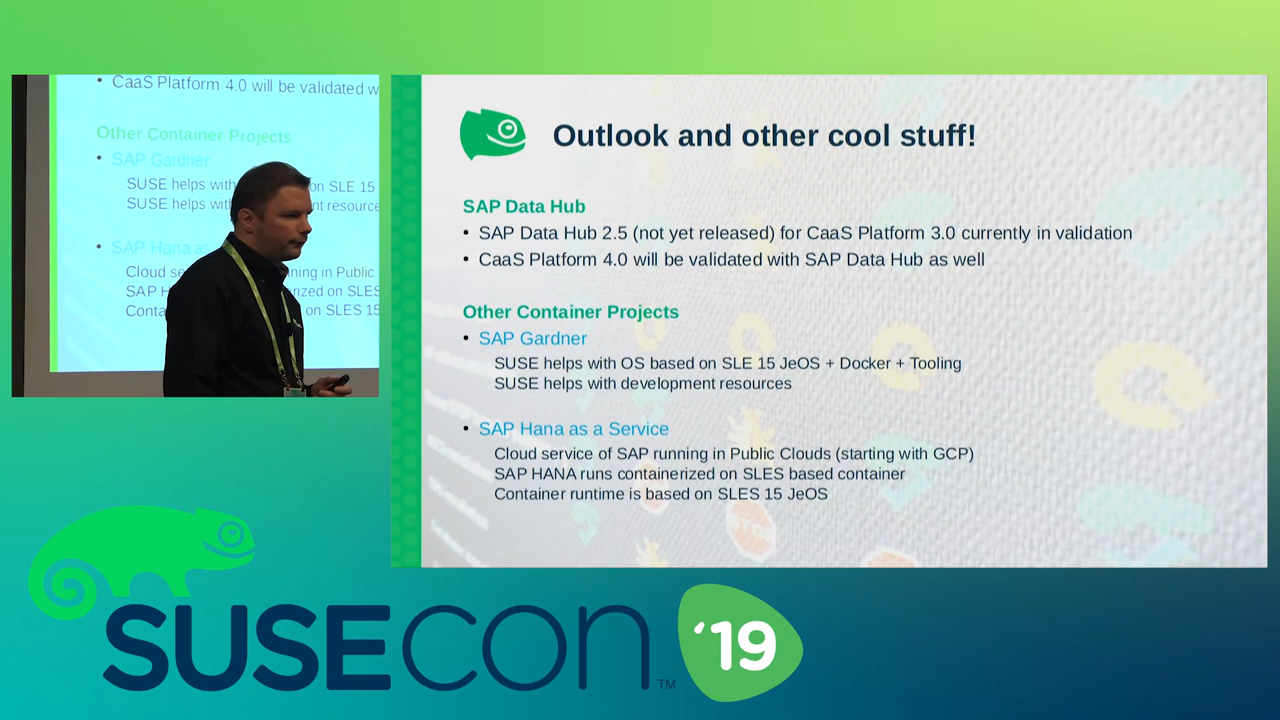 CaaS Platform 4.0 will be validated w
Other Container Projects
• SAP Gardner
SUSE helps with on SLE 15
SUSE helps wit nt resource
• SAP Hana as
Cloud se ning in Public
SAP H rized on SLES
Conta on SLES 15
Outlook and other cool stuff!
SAP Data Hub
• SAP Data Hub 2.5 (not yet released) for CaaS Platform 3.0 currently in validation
• CaaS Platform 4.0 will be validated with SAP Data Hub as well
Other Container Projects
• SAP Gardner
SUSE helps with OS based on SLE 15 JeOS + Docker + Tooling
SUSE helps with development resources
• SAP Hana as a Service
Cloud service of SAP running in Public Clouds (starting with GCP)
SAP HANA runs containerized on SLES based container
Container runtime is based on SLES 15 JeOS
STOP
SUSECON ™ '19